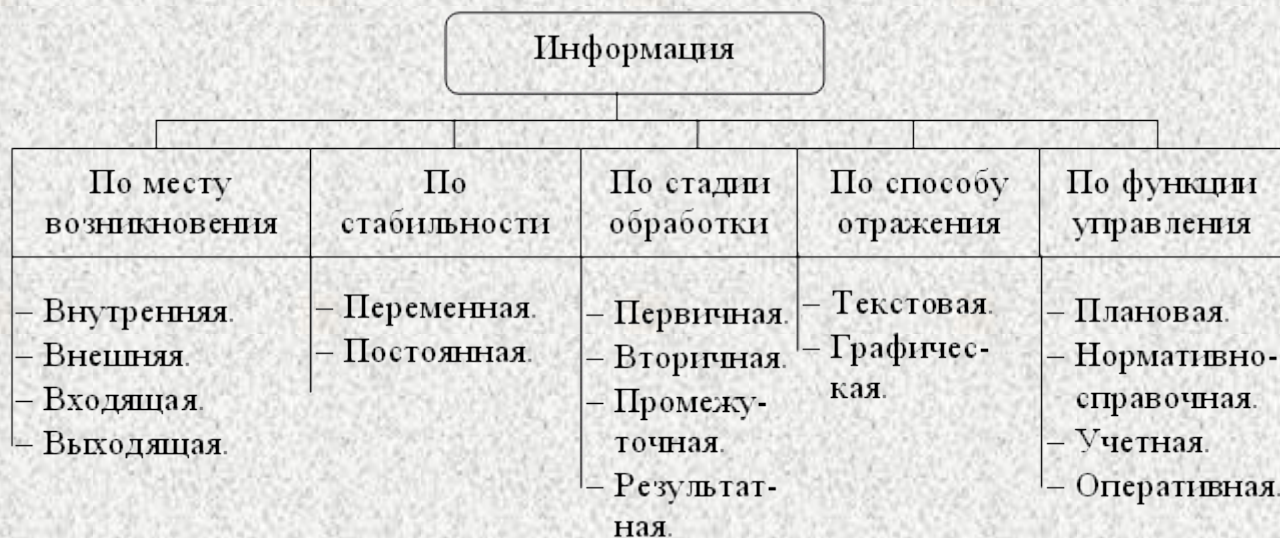 Информация
По месту
возникновения
– Внутренняя.
– Внешняя.
– Входящая.
– Выходящая.
По
стабильности
– Переменная.
– Постоянная.
По стадии
обработки
– Первичная.
– Вторичная.
– Промежу-
точная.
– Результат-
ная.
По способу
отражения
– Текстовая.
– Графичес-
кая.
По функции
управления
– Плановая.
– Нормативно-
справочная.
– Учетная.
– Оперативная.